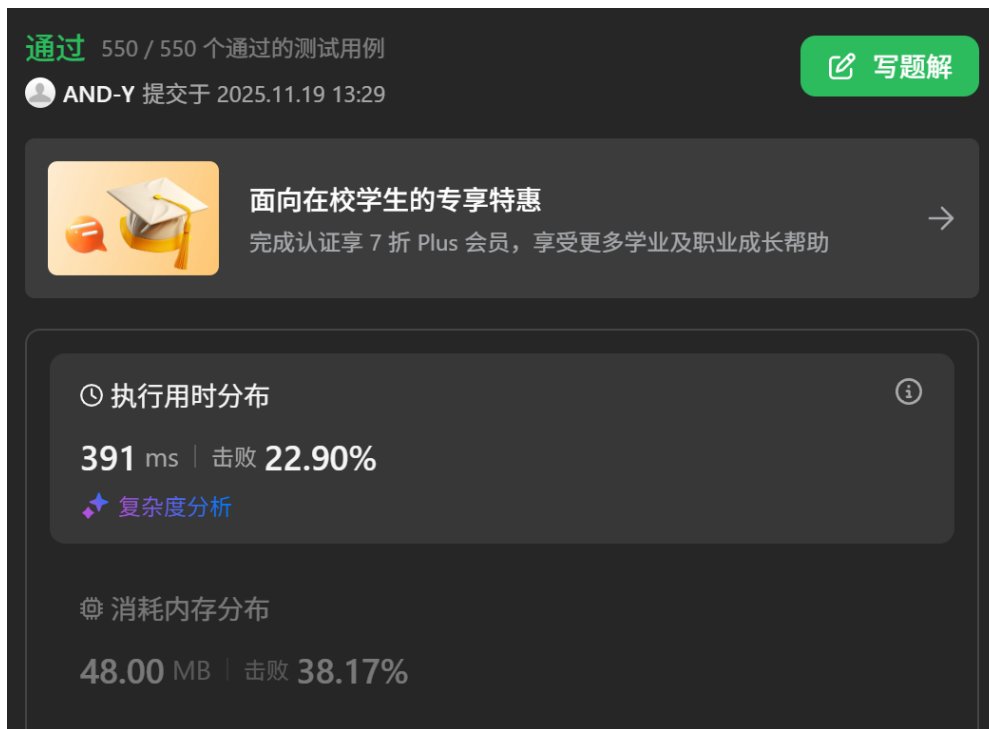 通过 550 / 550 个通过的测试用例
写题解
AND-Y 提交于 2025.11.19 13:29
面向在校学生的专享特惠
完成认证享 7 折 Plus 会员，享受更多学业及职业成长帮助
执行用时分布
391 ms 击败 22.90%
复杂度分析
消耗内存分布
48.00 MB 击败 38.17%